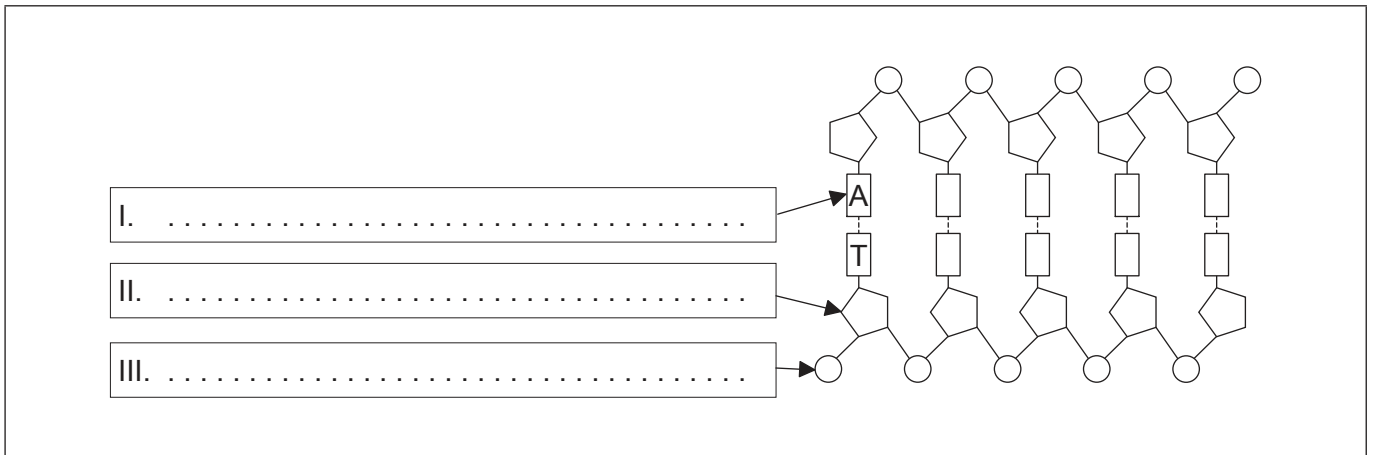 A
I. . . . . . . . . . . . . . . . . . . . . . . . . . . . . . . . . . . . .
T
II. . . . . . . . . . . . . . . . . . . . . . . . . . . . . . . . . . . . .
III. . . . . . . . . . . . . . . . . . . . . . . . . . . . . . . . . . . . .